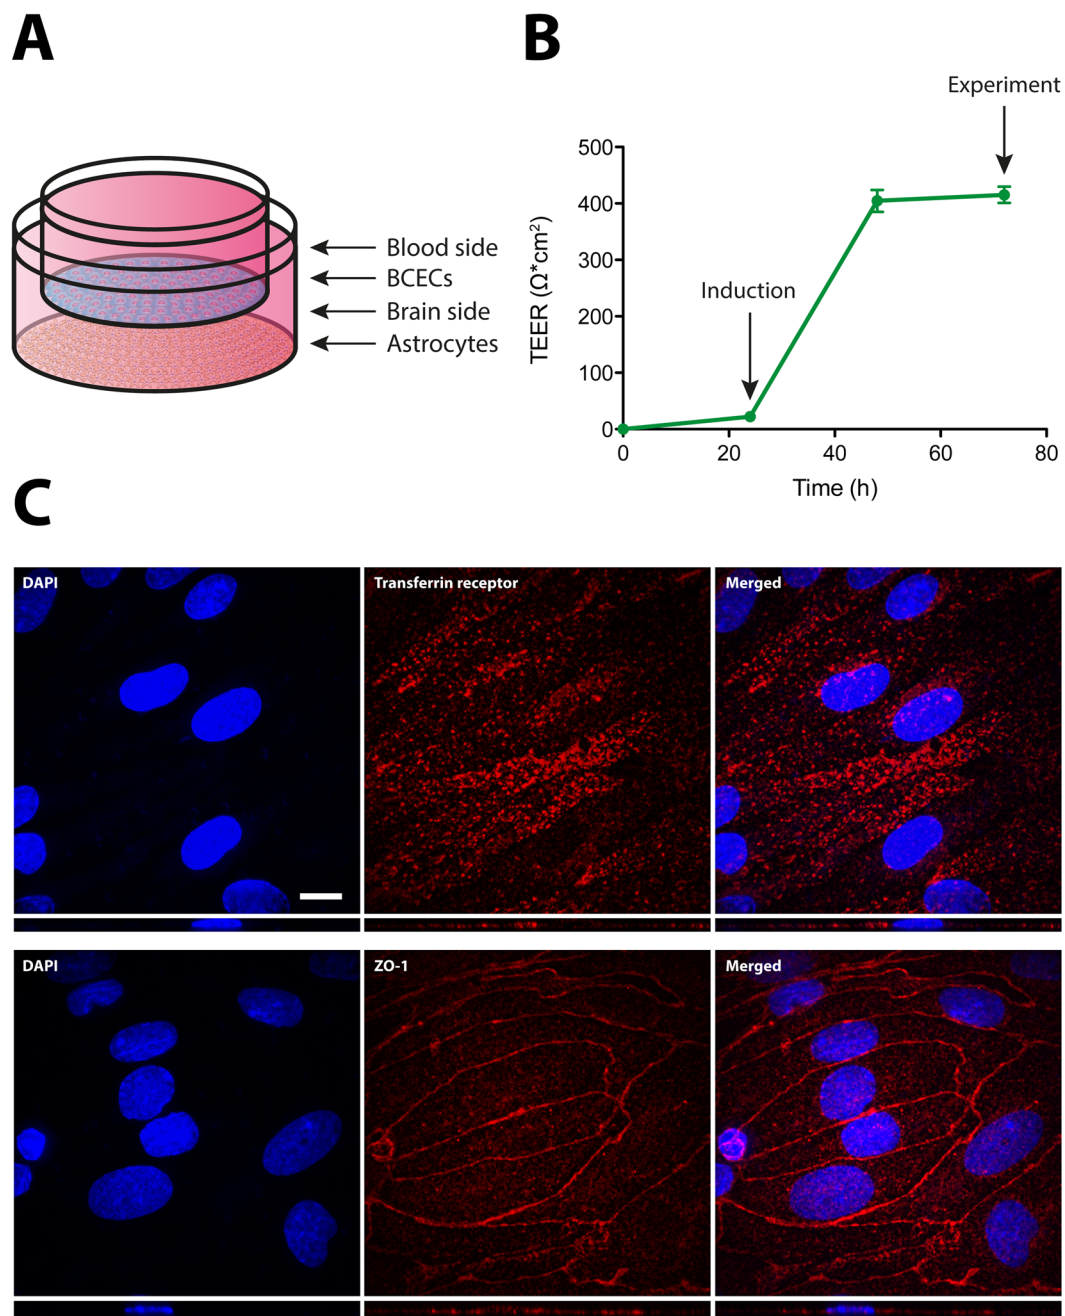 A
B
Blood side
BCECs
Brain side
Astrocytes
Experiment
Induction
TEER (Ω*cm²)
500
400
300
200
100
0
0
20
40
60
80
Time (h)
C
DAPI
Transferrin receptor
Merged
DAPI
ZO-1
Merged